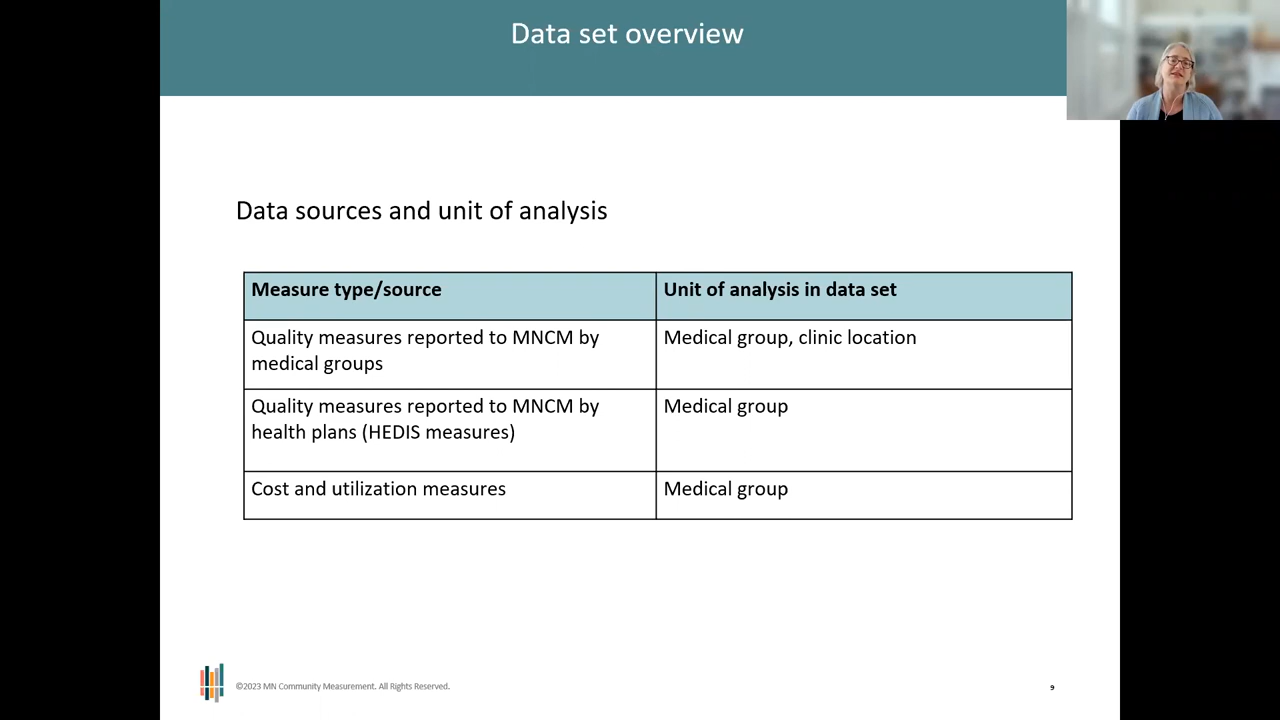 Data set overview
Data sources and unit of analysis
Measure type/source
Unit of analysis in data set
Quality measures reported to MNCM by
medical groups
Medical group, clinic location
Quality measures reported to MNCM by
health plans (HEDIS measures)
Medical group
Cost and utilization measures
Medical group
©2023 MN Community Measurement. All Rights Reserved.
9